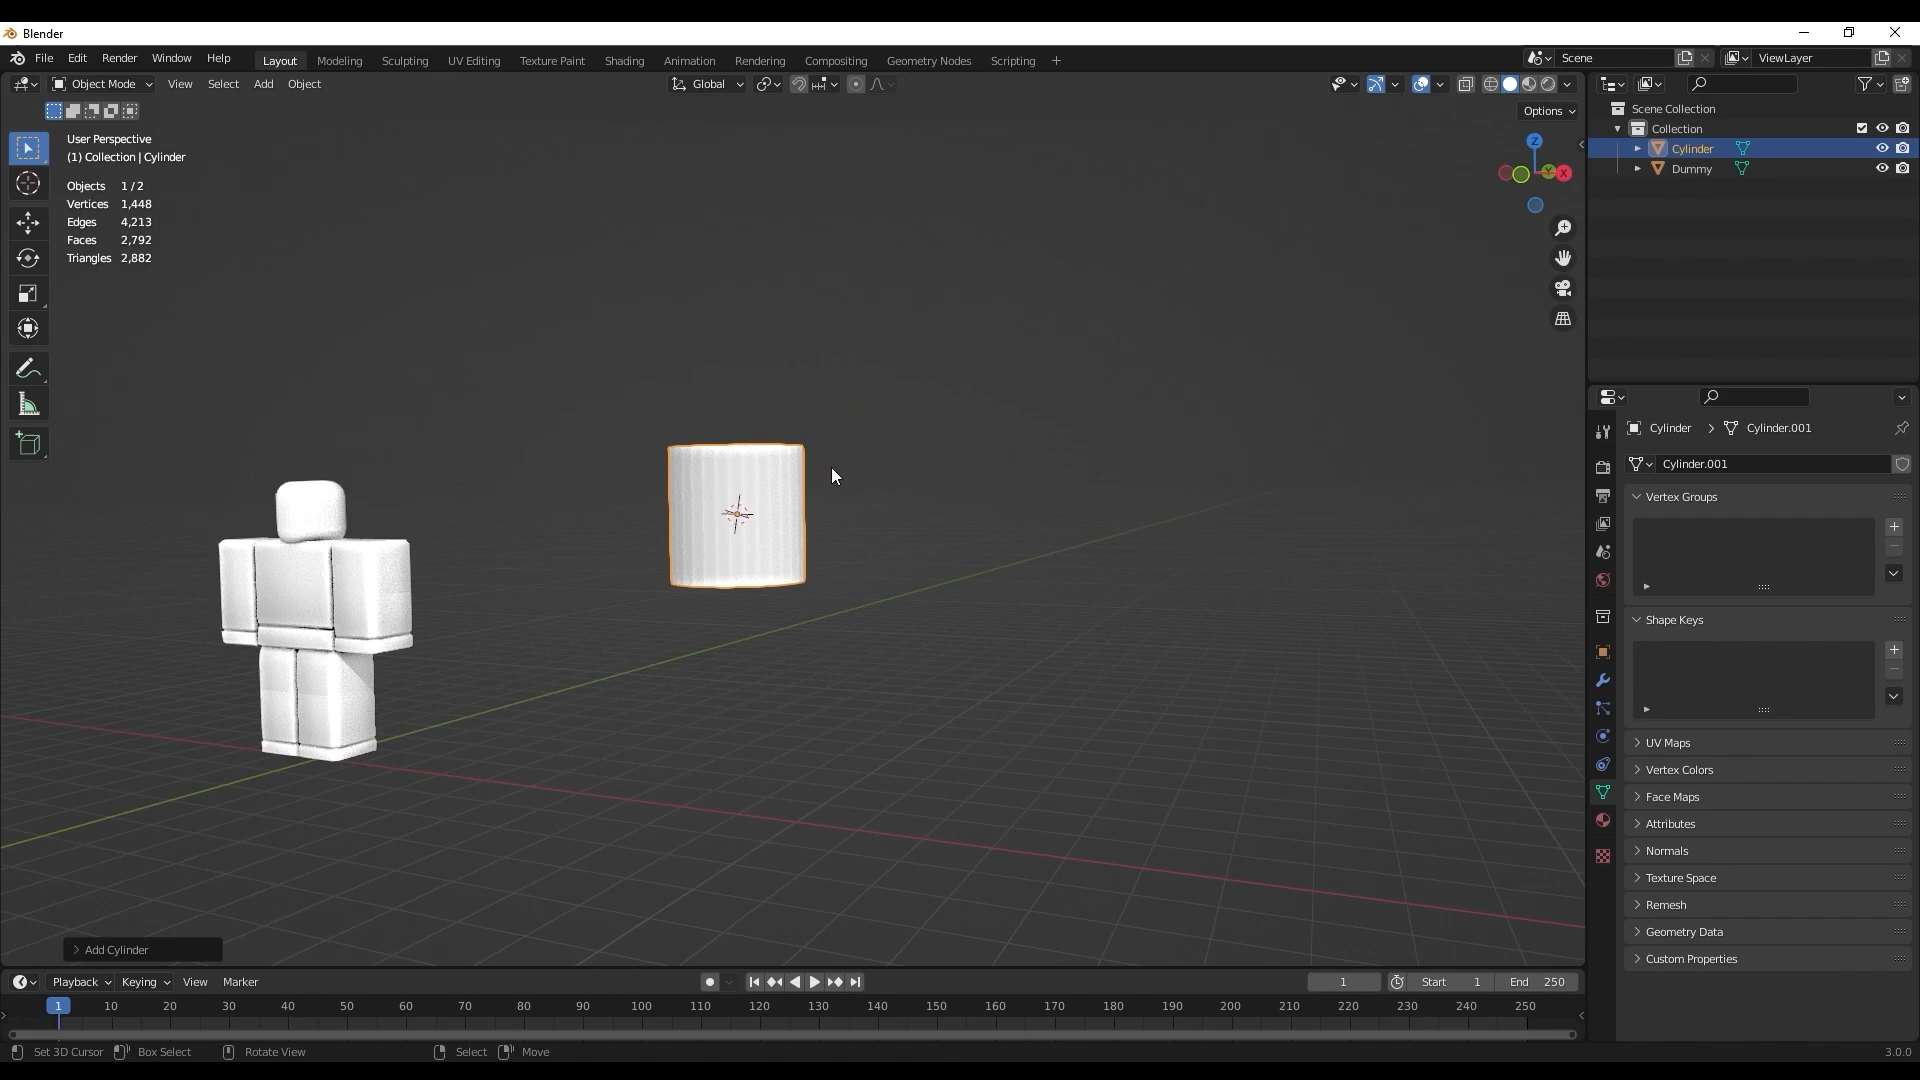 Blender
File Edit Render Window Help Layout Modeling Sculpting UV Editing Texture Paint Shading Animation Rendering Compositing Geometry Nodes Scripting + Scene ViewLayer
Object Mode View Select Add Object Global
Options
User Perspective
(1) Collection | Cylinder
Objects 1/2
Vertices 1,448
Edges 4,213
Faces 2,792
Triangles 2,882
Z
Y X
Scene Collection
Collection
Cylinder
Dummy
Cylinder > Cylinder.001
Cylinder.001
Vertex Groups
Shape Keys
UV Maps
Vertex Colors
Face Maps
Attributes
Normals
Texture Space
Remesh
Geometry Data
Custom Properties
> Add Cylinder
Playback Keying View Marker 1 Start 1 End 250
1 10 20 30 40 50 60 70 80 90 100 110 120 130 140 150 160 170 180 190 200 210 220 230 240 250
Set 3D Cursor Box Select Rotate View Select Move 3.0.0